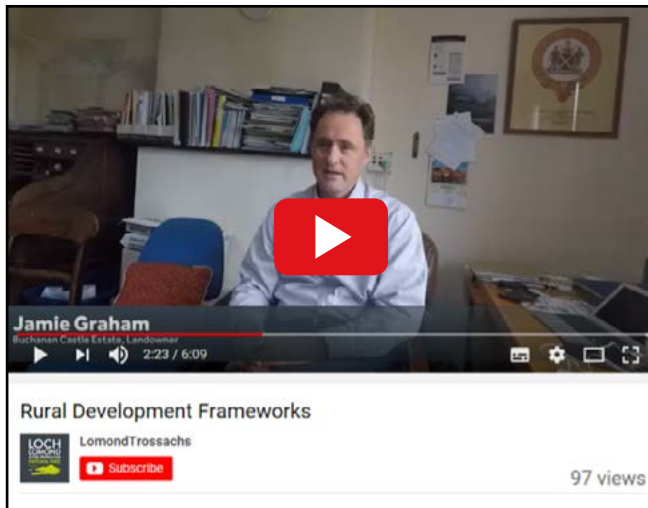 Jamie Graham
Buchanan Castle Estate, Landowner
2:23 / 6:09
Rural Development Frameworks
LOCH
LOMOND
LomondTrossachs
Subscribe
97 views